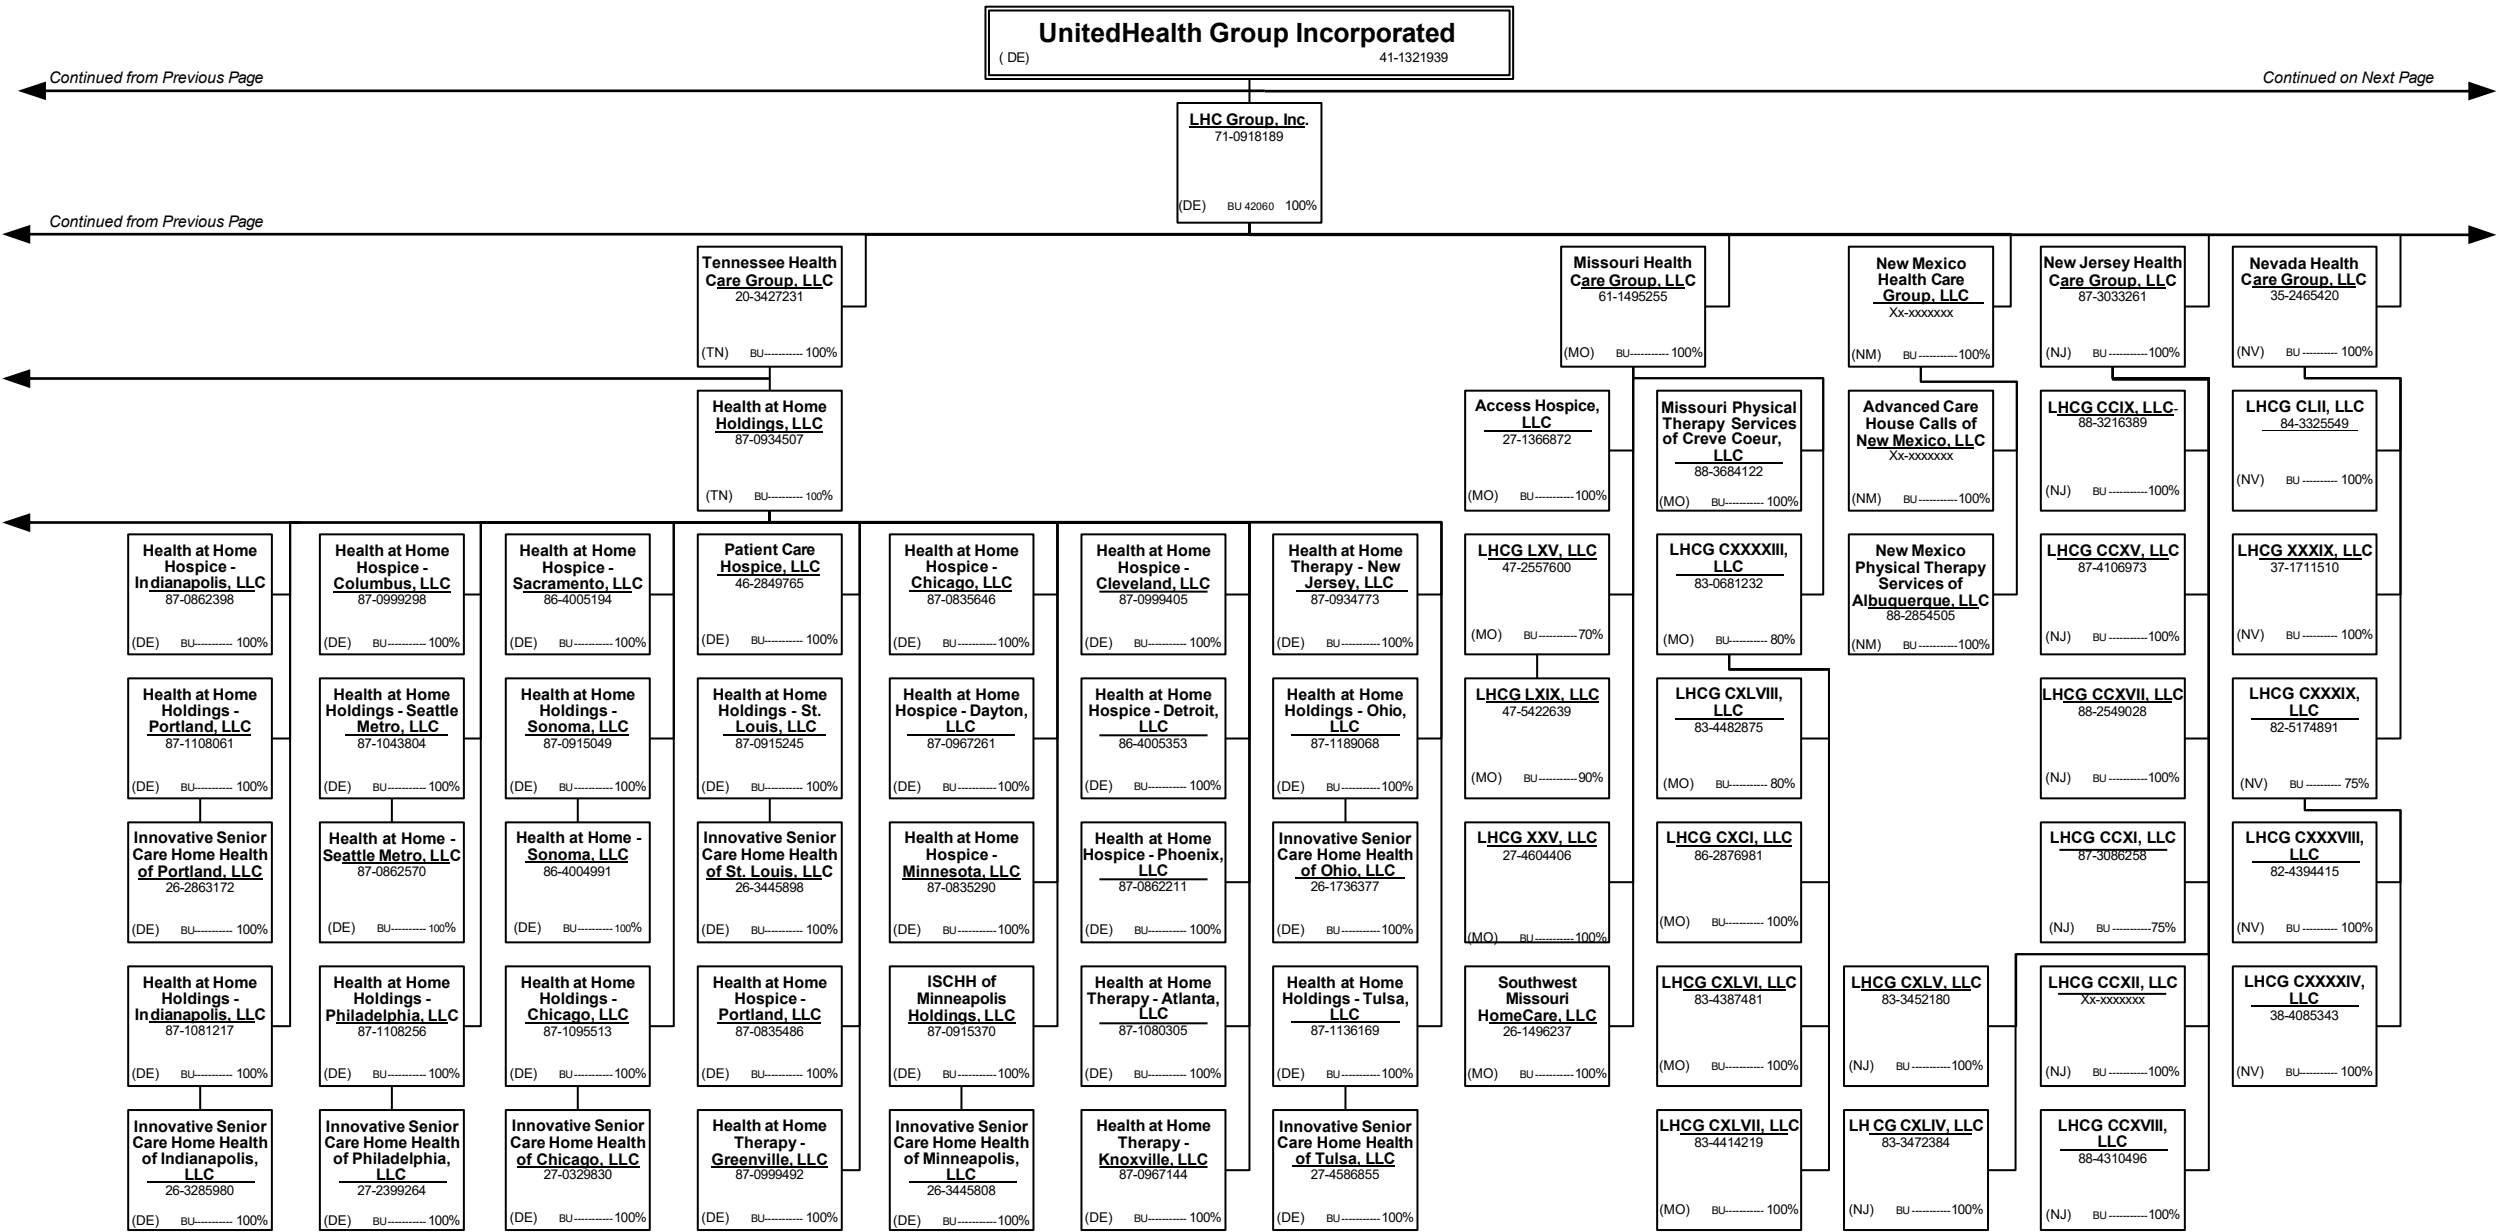 UnitedHealth Group Incorporated
( DE) 41-1321939
Continued from Previous Page
Continued on Next Page
LHC Group, Inc.
71-0918189
(DE) BU 42060 100%
Continued from Previous Page
Tennessee Health
Care Group, LLC
20-3427231
(TN) BU----------- 100%
Missouri Health
Care Group, LLC
61-1495255
(MO) BU----------- 100%
New Mexico
Health Care
Group, LLC
Xx-xxxxxxx
(NM) BU -----------100%
New Jersey Health
Care Group, LLC
87-3033261
(NJ) BU -----------100%
Nevada Health
Care Group, LLC
35-2465420
(NV) BU ---------- 100%
Health at Home
Holdings, LLC
87-0934507
(TN) BU----------- 100%
Access Hospice,
LLC
27-1366872
(MO) BU-----------100%
Missouri Physical
Therapy Services
of Creve Coeur,
LLC
88-3684122
(MO) BU----------- 100%
Advanced Care
House Calls of
New Mexico, LLC
Xx-xxxxxxx
(NM) BU -----------100%
LHCG CCIX, LLC-
88-3216389
(NJ) BU -----------100%
LHCG CLII, LLC
84-3325549
(NV) BU ---------- 100%
Health at Home
Hospice -
Indianapolis, LLC
87-0862398
(DE) BU----------- 100%
Health at Home
Hospice -
Columbus, LLC
87-0999298
(DE) BU----------- 100%
Health at Home
Hospice -
Sacramento, LLC
86-4005194
(DE) BU-----------100%
Patient Care
Hospice, LLC
46-2849765
(DE) BU----------- 100%
Health at Home
Hospice -
Chicago, LLC
87-0835646
(DE) BU----------- 100%
Health at Home
Hospice -
Cleveland, LLC
87-0999405
(DE) BU----------- 100%
Health at Home
Therapy - New
Jersey, LLC
87-0934773
(DE) BU-----------100%
LHCG LXV, LLC
47-2557600
(MO) BU-----------70%
LHCG CXXXXIII,
LLC
83-0681232
(MO) BU----------- 80%
New Mexico
Physical Therapy
Services of
Albuquerque, LLC
88-2854505
(NM) BU -----------100%
LHCG CCXV, LLC
87-4106973
(NJ) BU -----------100%
LHCG XXXIX, LLC
37-1711510
(NV) BU----------- 100%
Health at Home
Holdings -
Portland, LLC
87-1108061
(DE) BU----------- 100%
Health at Home
Holdings - Seattle
Metro, LLC
87-1043804
(DE) BU----------- 100%
Health at Home
Holdings -
Sonoma, LLC
87-0915049
(DE) BU-----------100%
Health at Home
Holdings - St.
Louis, LLC
87-0915245
(DE) BU----------- 100%
Health at Home
Hospice - Dayton,
LLC
87-0967261
(DE) BU----------- 100%
Health at Home
Hospice - Detroit,
LLC
86-4005353
(DE) BU----------- 100%
Health at Home
Holdings - Ohio,
LLC
87-1189068
(DE) BU-----------100%
LHCG LXIX, LLC
47-5422639
(MO) BU-----------90%
LHCG CXLVIII,
LLC
83-4482875
(MO) BU----------- 80%
LHCG CCXVII, LLC
88-2549028
(NJ) BU -----------100%
LHCG CXXXIX,
LLC
82-5174891
(NV) BU ---------- 75%
Innovative Senior
Care Home Health
of Portland, LLC
26-2863172
(DE) BU----------- 100%
Health at Home -
Seattle Metro, LLC
87-0862570
(DE) BU----------- 100%
Health at Home -
Sonoma, LLC
86-4004991
(DE) BU----------- 100%
Innovative Senior
Care Home Health
of St. Louis, LLC
26-3445898
(DE) BU----------- 100%
Health at Home
Hospice -
Minnesota, LLC
87-0835290
(DE) BU----------- 100%
Health at Home
Hospice - Phoenix,
LLC
87-0862211
(DE) BU----------- 100%
Innovative Senior
Care Home Health
of Ohio, LLC
26-1736377
(DE) BU-----------100%
LHCG XXV, LLC
27-4604406
(MO) BU-----------100%
LHCG CXCI, LLC
86-2876981
(MO) BU----------- 100%
LHCG CCXI, LLC
87-3086258
(NJ) BU -----------75%
LHCG CXXXVIII,
LLC
82-4394415
(NV) BU----------- 100%
Health at Home
Holdings -
Indianapolis, LLC
87-1081217
(DE) BU----------- 100%
Health at Home
Holdings -
Philadelphia, LLC
87-1108256
(DE) BU----------- 100%
Health at Home
Holdings -
Chicago, LLC
87-1095513
(DE) BU-----------100%
Health at Home
Hospice -
Portland, LLC
87-0835486
(DE) BU----------- 100%
ISCHH of
Minneapolis
Holdings, LLC
87-0915370
(DE) BU----------- 100%
Health at Home
Therapy - Atlanta,
LLC
87-1080305
(DE) BU----------- 100%
Health at Home
Holdings - Tulsa,
LLC
87-1136169
(DE) BU-----------100%
Southwest
Missouri
HomeCare, LLC
26-1496237
(MO) BU-----------100%
LHCG CXLVI, LLC
83-4387481
(MO) BU----------- 100%
LHCG CXLV, LLC
83-3452180
(NJ) BU----------- 100%
LHCG CCXII, LLC
Xx-xxxxxxx
(NJ) BU -----------100%
LHCG CXXXXIV,
LLC
38-4085343
(NV) BU----------- 100%
Innovative Senior
Care Home Health
of Indianapolis,
LLC
26-3285980
(DE) BU----------- 100%
Innovative Senior
Care Home Health
of Philadelphia,
LLC
27-2399264
(DE) BU----------- 100%
Innovative Senior
Care Home Health
of Chicago, LLC
27-0329830
(DE) BU-----------100%
Health at Home
Therapy -
Greenville, LLC
87-0999492
(DE) BU----------- 100%
Innovative Senior
Care Home Health
of Minneapolis,
LLC
26-3445808
(DE) BU----------- 100%
Health at Home
Therapy -
Knoxville, LLC
87-0967144
(DE) BU----------- 100%
Innovative Senior
Care Home Health
of Tulsa, LLC
27-4586855
(DE) BU-----------100%
LHCG CXLVII, LLC
83-4414219
(MO) BU----------- 100%
LH CG CXLIV, LLC
83-3472384
(NJ) BU----------- 100%
LHCG CCXVIII,
LLC
88-4310496
(NJ) BU -----------100%